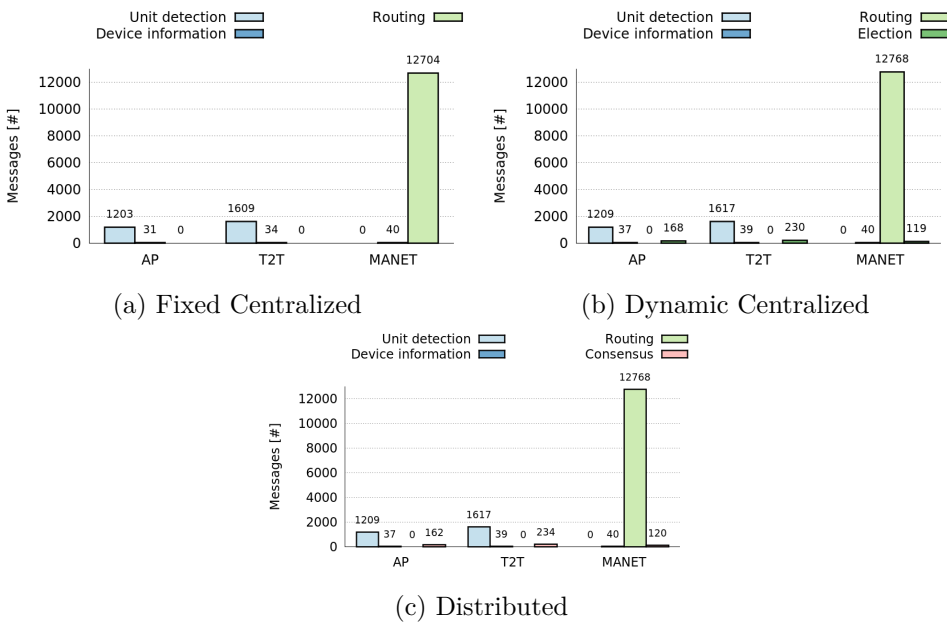 Unit detection Routing
Device information
12704
12000
10000
8000
6000
4000
2000
0
Messages [#]
1203 31 0 1609 34 0 0 40
AP T2T MANET
(a) Fixed Centralized
Unit detection Routing
Device information Election
12768
12000
10000
8000
6000
4000
2000
0
Messages [#]
1209 37 0 168 1617 39 0 230 0 40 119
AP T2T MANET
(b) Dynamic Centralized
Unit detection Routing
Device information Consensus
12768
12000
10000
8000
6000
4000
2000
0
Messages [#]
1209 37 0 162 1617 39 0 234 0 40 120
AP T2T MANET
(c) Distributed